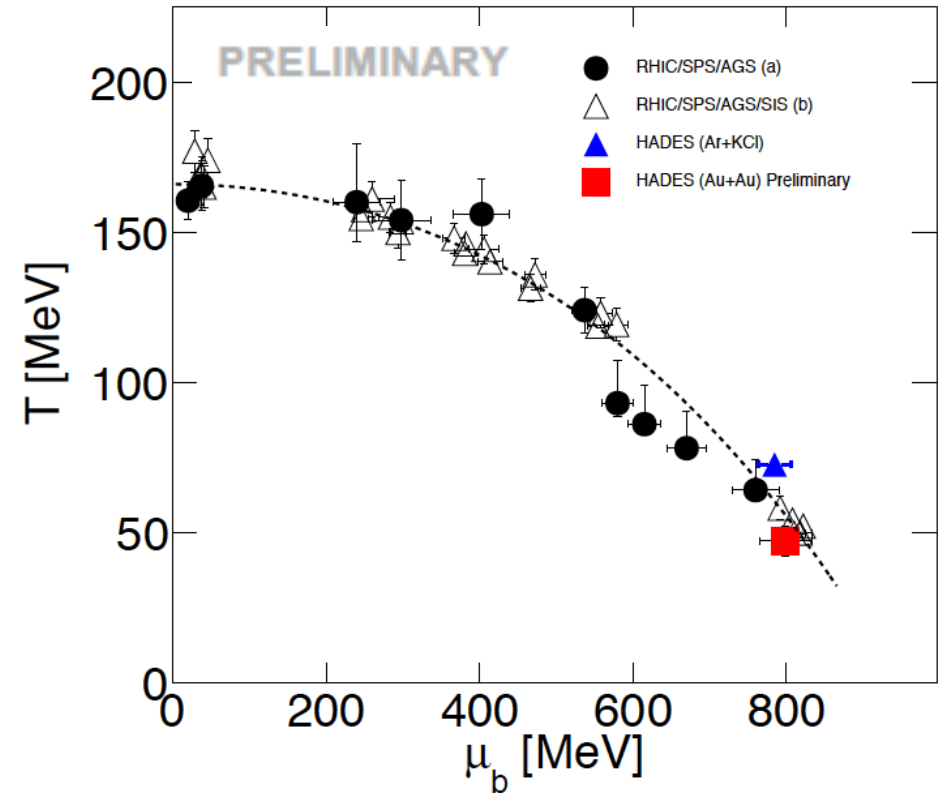 PRELIMINARY
RHIC/SPS/AGS (a)
RHIC/SPS/AGS/SIS (b)
HADES (Ar+KCl)
HADES (Au+Au) Preliminary
T [MeV]
200
150
100
50
0
0 200 400 600 800
μb [MeV]